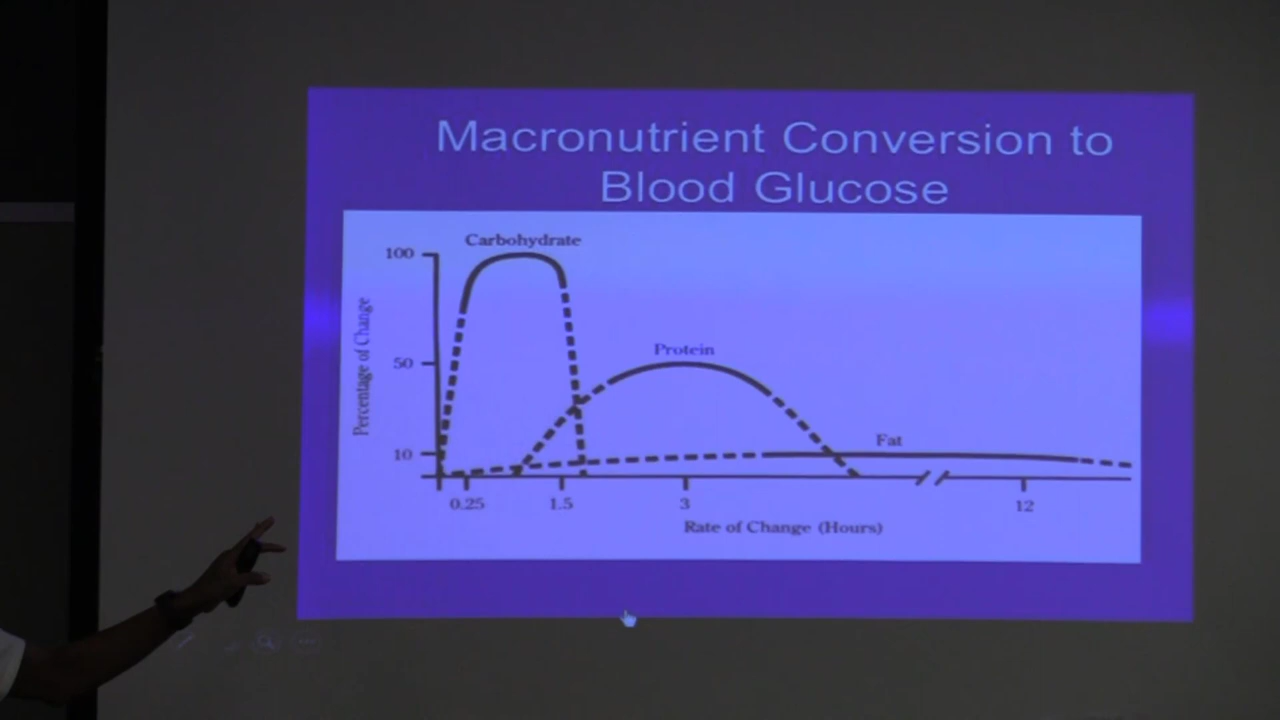 Macronutrient Conversion to
Blood Glucose
Carbohydrate
100
Protein
50
Percentage of Change
Fat
10
0.25 1.5 3 12
Rate of Change (Hours)